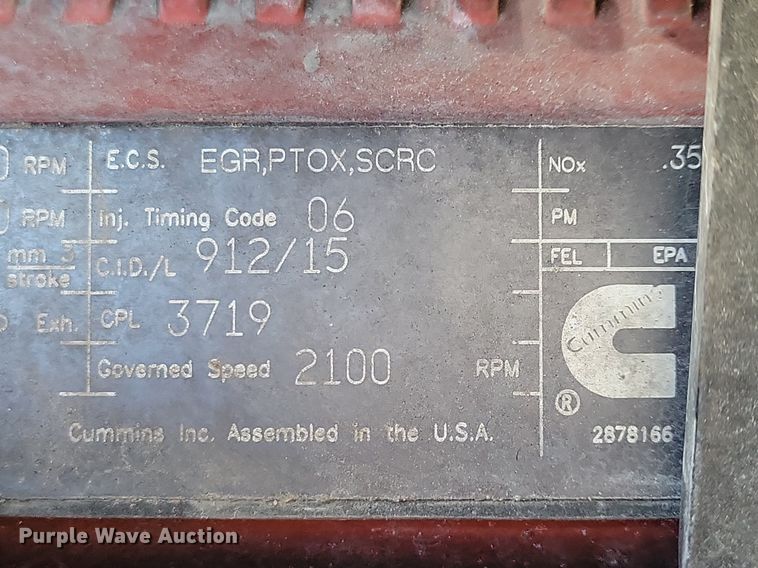 RPM E.C.S. EGR,PTOX,SCRC NOx .35
RPM Inj. Timing Code 06 PM
mm 3
stroke C.I.D./L 912/15 FEL EPA
Exh. CPL 3719 Cummins
Governed Speed 2100 RPM ®
Cummins Inc. Assembled in the U.S.A. 2878166
Purple Wave Auction